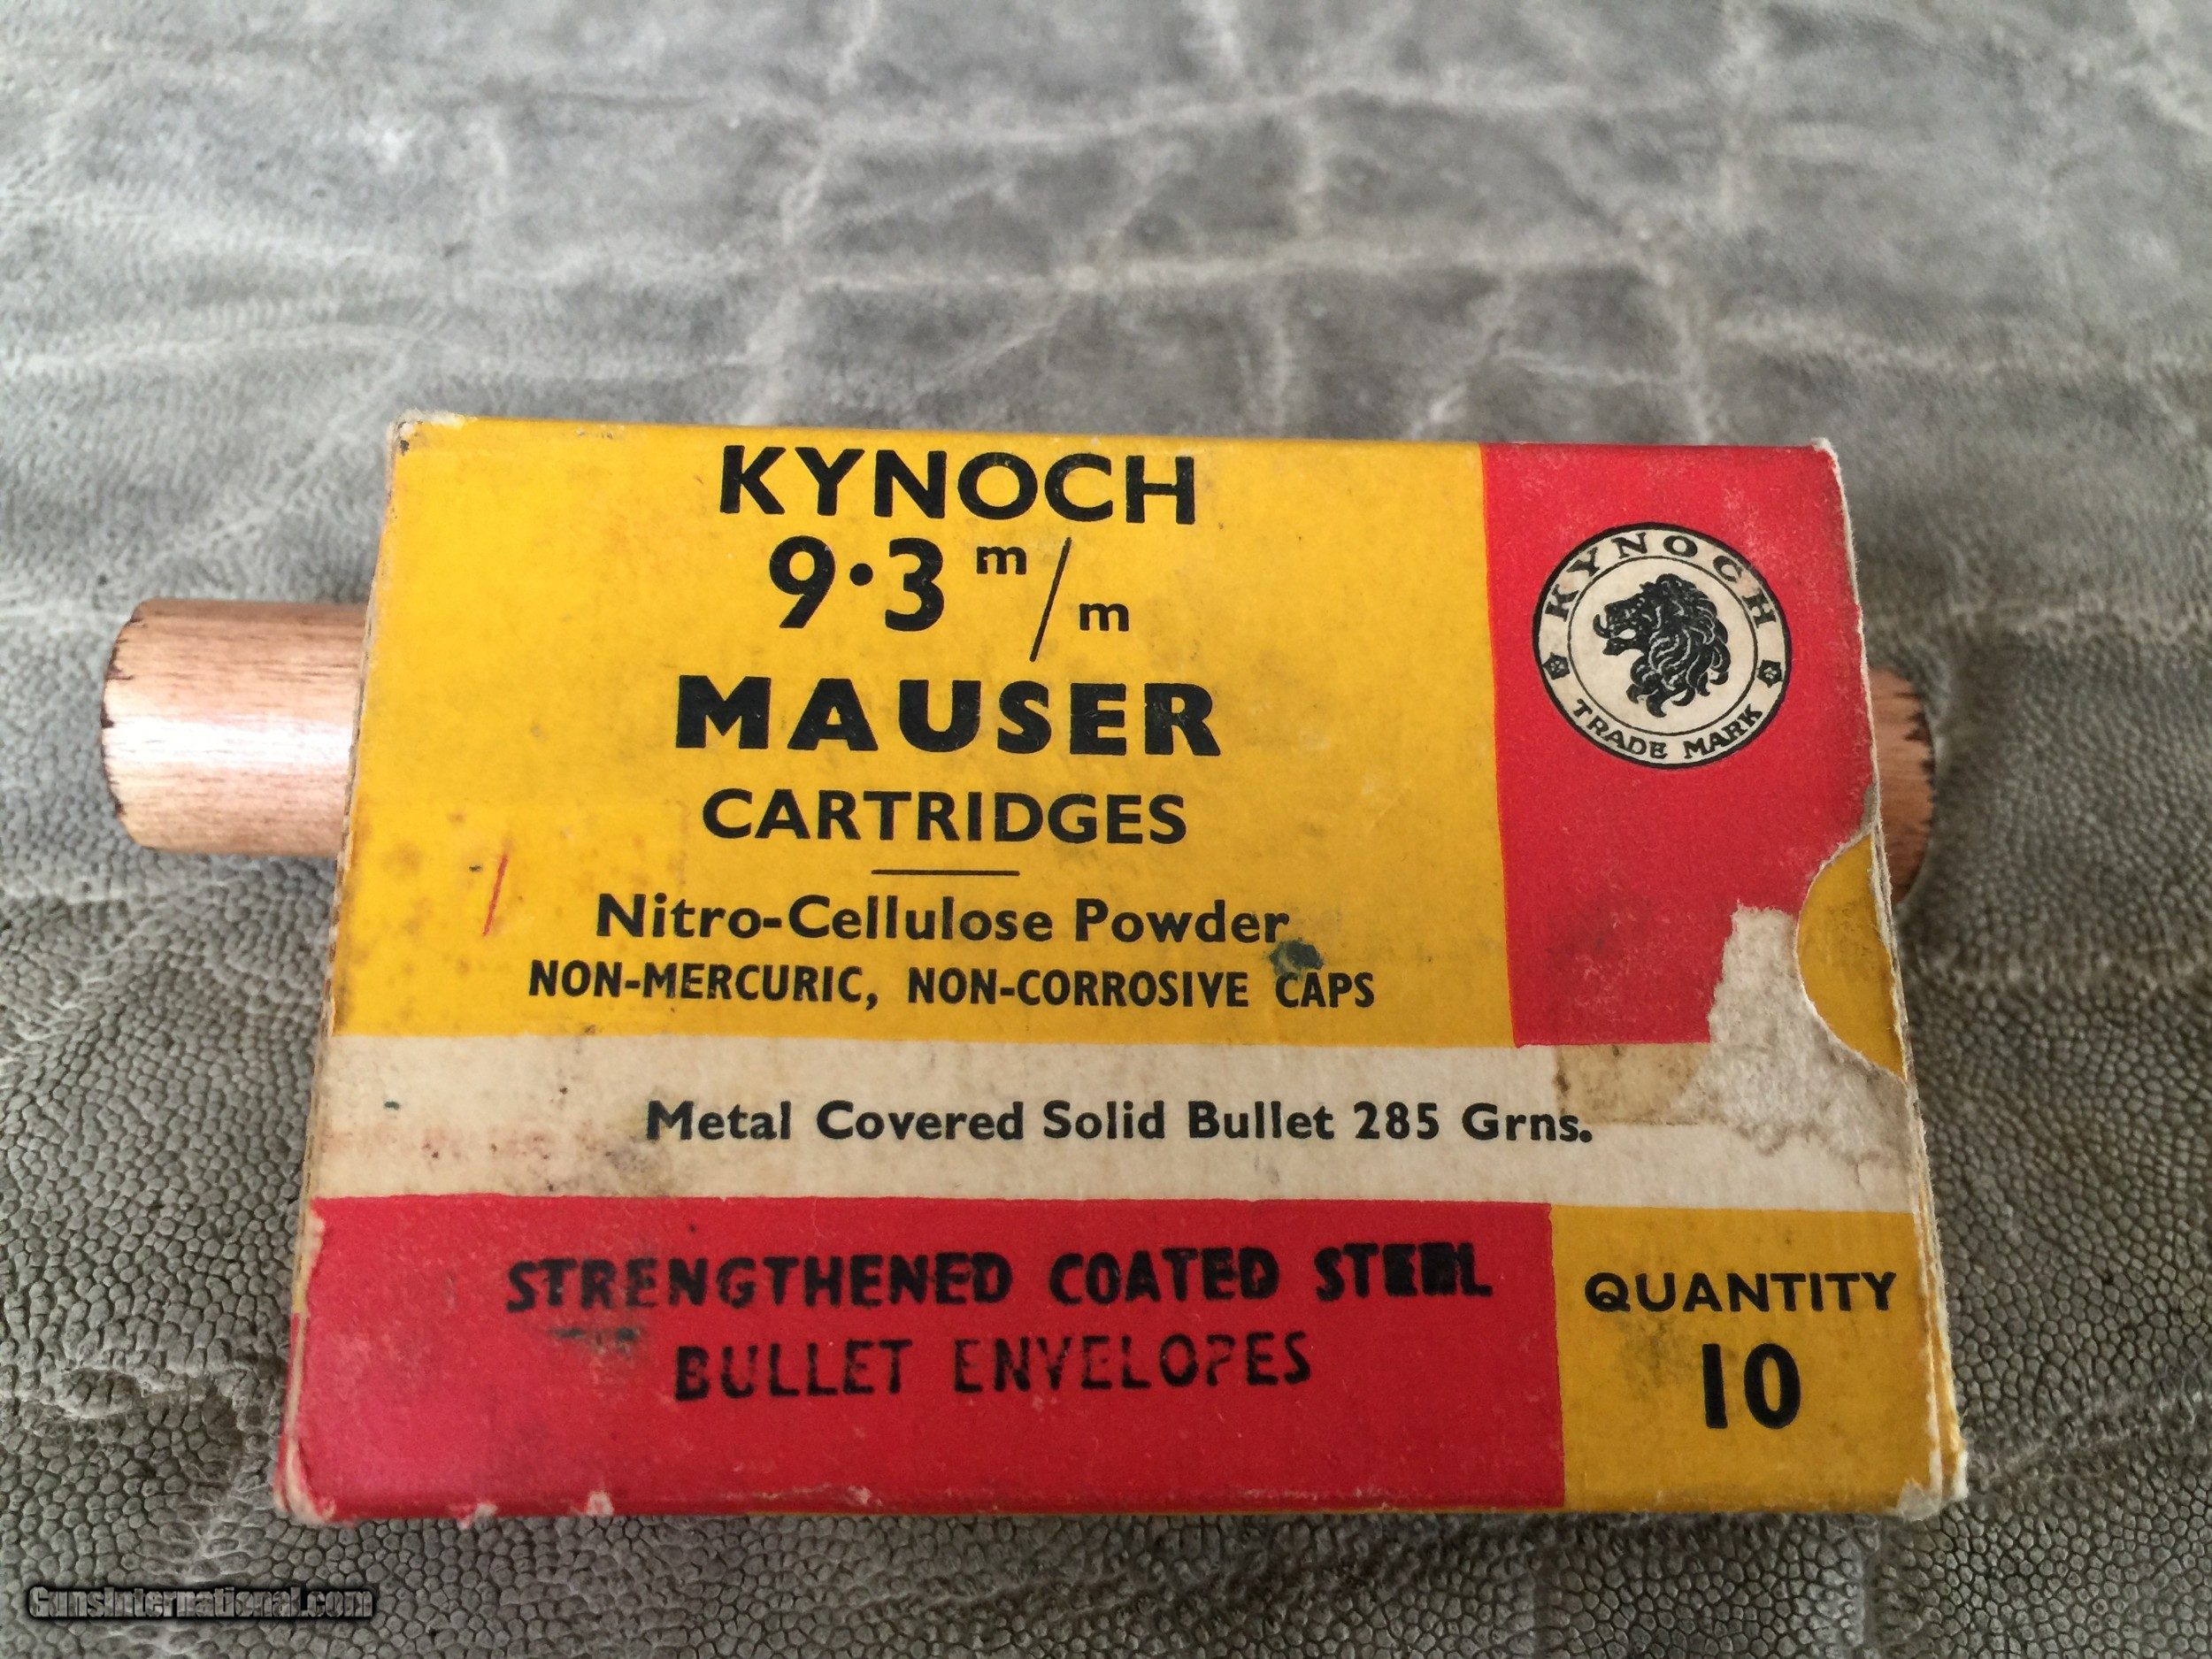 KYNOCH
9·3 m/m
MAUSER
CARTRIDGES
Nitro-Cellulose Powder
NON-MERCURIC, NON-CORROSIVE CAPS
KYNOCH
TRADE MARK
Metal Covered Solid Bullet 285 Grns.
STRENGTHENED COATED STEEL
BULLET ENVELOPES
QUANTITY
10
GunsInternational.com